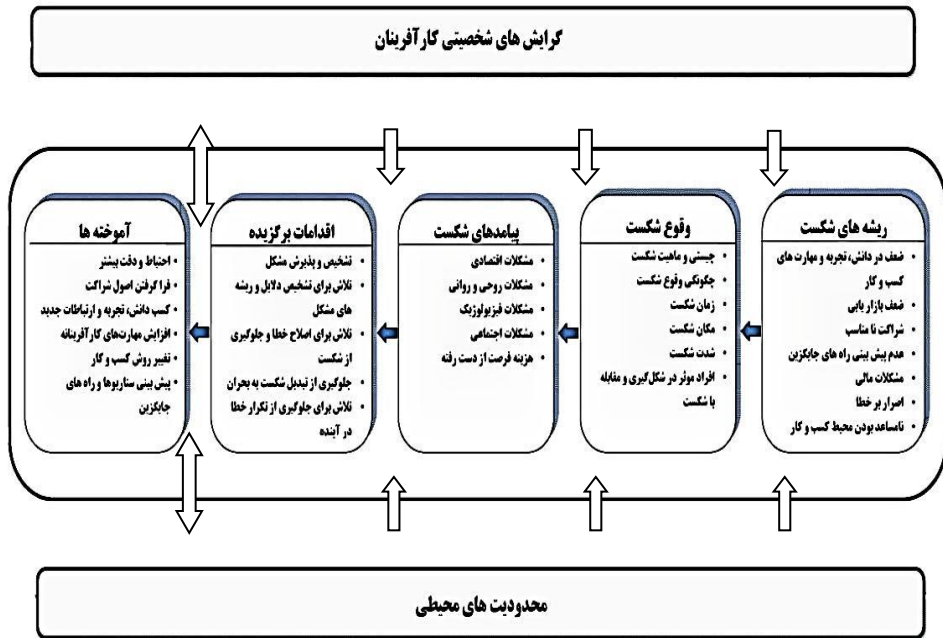 گرایش های شخصیتی کارآفرینان
ریشه های شکست
• ضعف در دانش، تجربه و مهارت های
کسب و کار
• ضعف بازاریابی
• شراکت نامناسب
• عدم پیش بینی راه های جایگزین
• مشکلات مالی
• اصرار بر خطا
• نامساعد بودن محیط کسب و کار
وقوع شکست
• چیستی و ماهیت شکست
• چگونگی وقوع شکست
• زمان شکست
• مکان شکست
• شدت شکست
• افراد موثر در شکل گیری و مقابله
با شکست
پیامدهای شکست
• مشکلات اقتصادی
• مشکلات روحی و روانی
• مشکلات فیزیولوژیک
• مشکلات اجتماعی
• هزینه فرصت از دست رفته
اقدامات برگزیده
• تشخیص و پذیرش مشکل
• تلاش برای تشخیص دلایل و ریشه
های مشکل
• تلاش برای اصلاح خطا و جلوگیری
از شکست
• جلوگیری از تبدیل شکست به بحران
• تلاش برای جلوگیری از تکرار خطا
در آینده
آموخته ها
• احتیاط و دقت بیشتر
• فرا گرفتن اصول شراکت
• کسب دانش، تجربه و ارتباطات جدید
• افزایش مهارت‌های کارآفرینانه
• تغییر روش کسب و کار
• پیش بینی سناریوها و راه های
جایگزین
محدودیت های محیطی